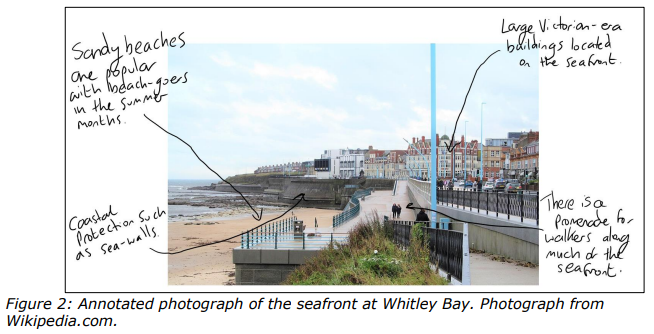 Sandy beaches
are popular
with beach-goers
in the summer
months.
Large Victorian-era
buildings located
on the seafront.
Coastal
Protection such
as sea-walls.
There is a
promenade for
walkers along
much of the
seafront.
Figure 2: Annotated photograph of the seafront at Whitley Bay. Photograph from
Wikipedia.com.